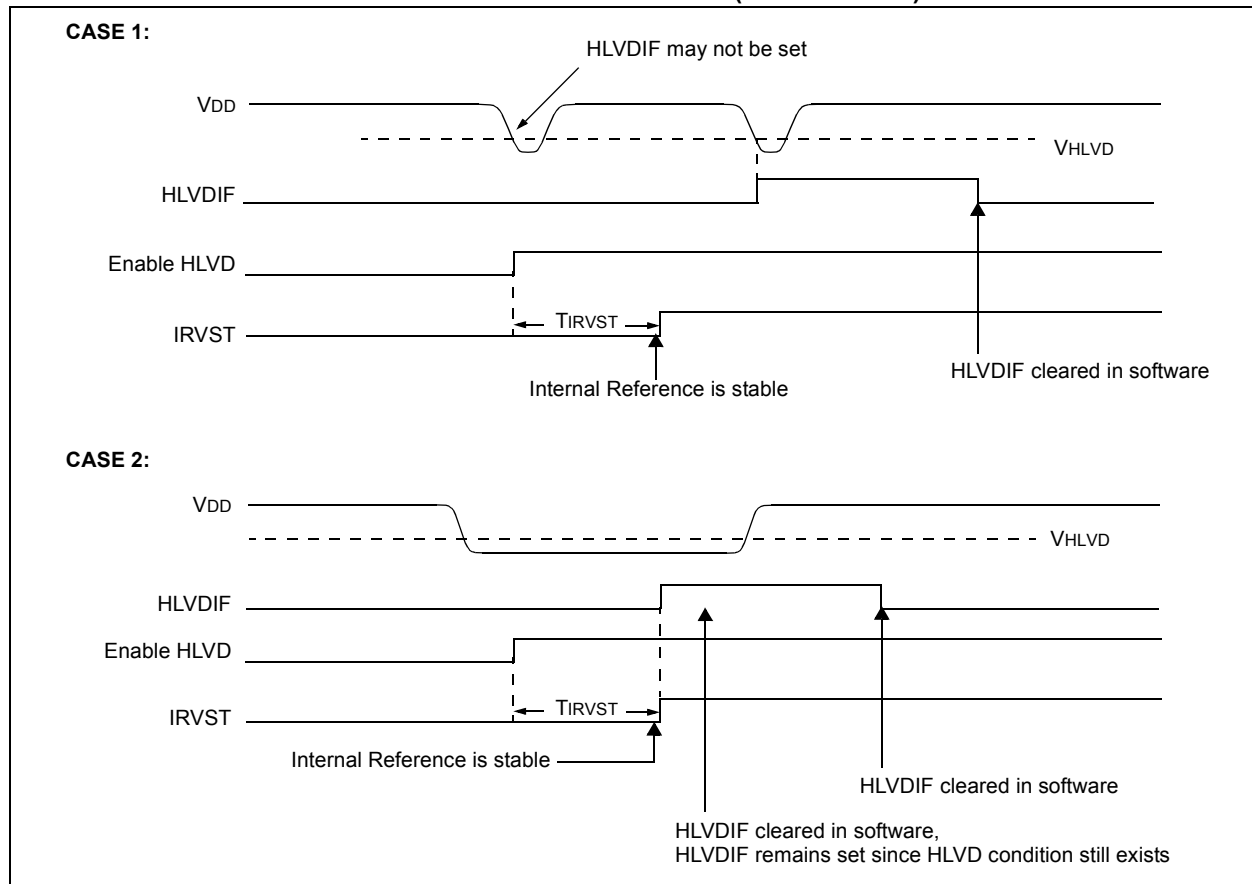 CASE 1:
HLVDIF may not be set
VDD
VHLVD
HLVDIF
Enable HLVD
TIRVST
IRVST
HLVDIF cleared in software
Internal Reference is stable
CASE 2:
VDD
VHLVD
HLVDIF
Enable HLVD
TIRVST
IRVST
Internal Reference is stable
HLVDIF cleared in software
HLVDIF cleared in software,
HLVDIF remains set since HLVD condition still exists